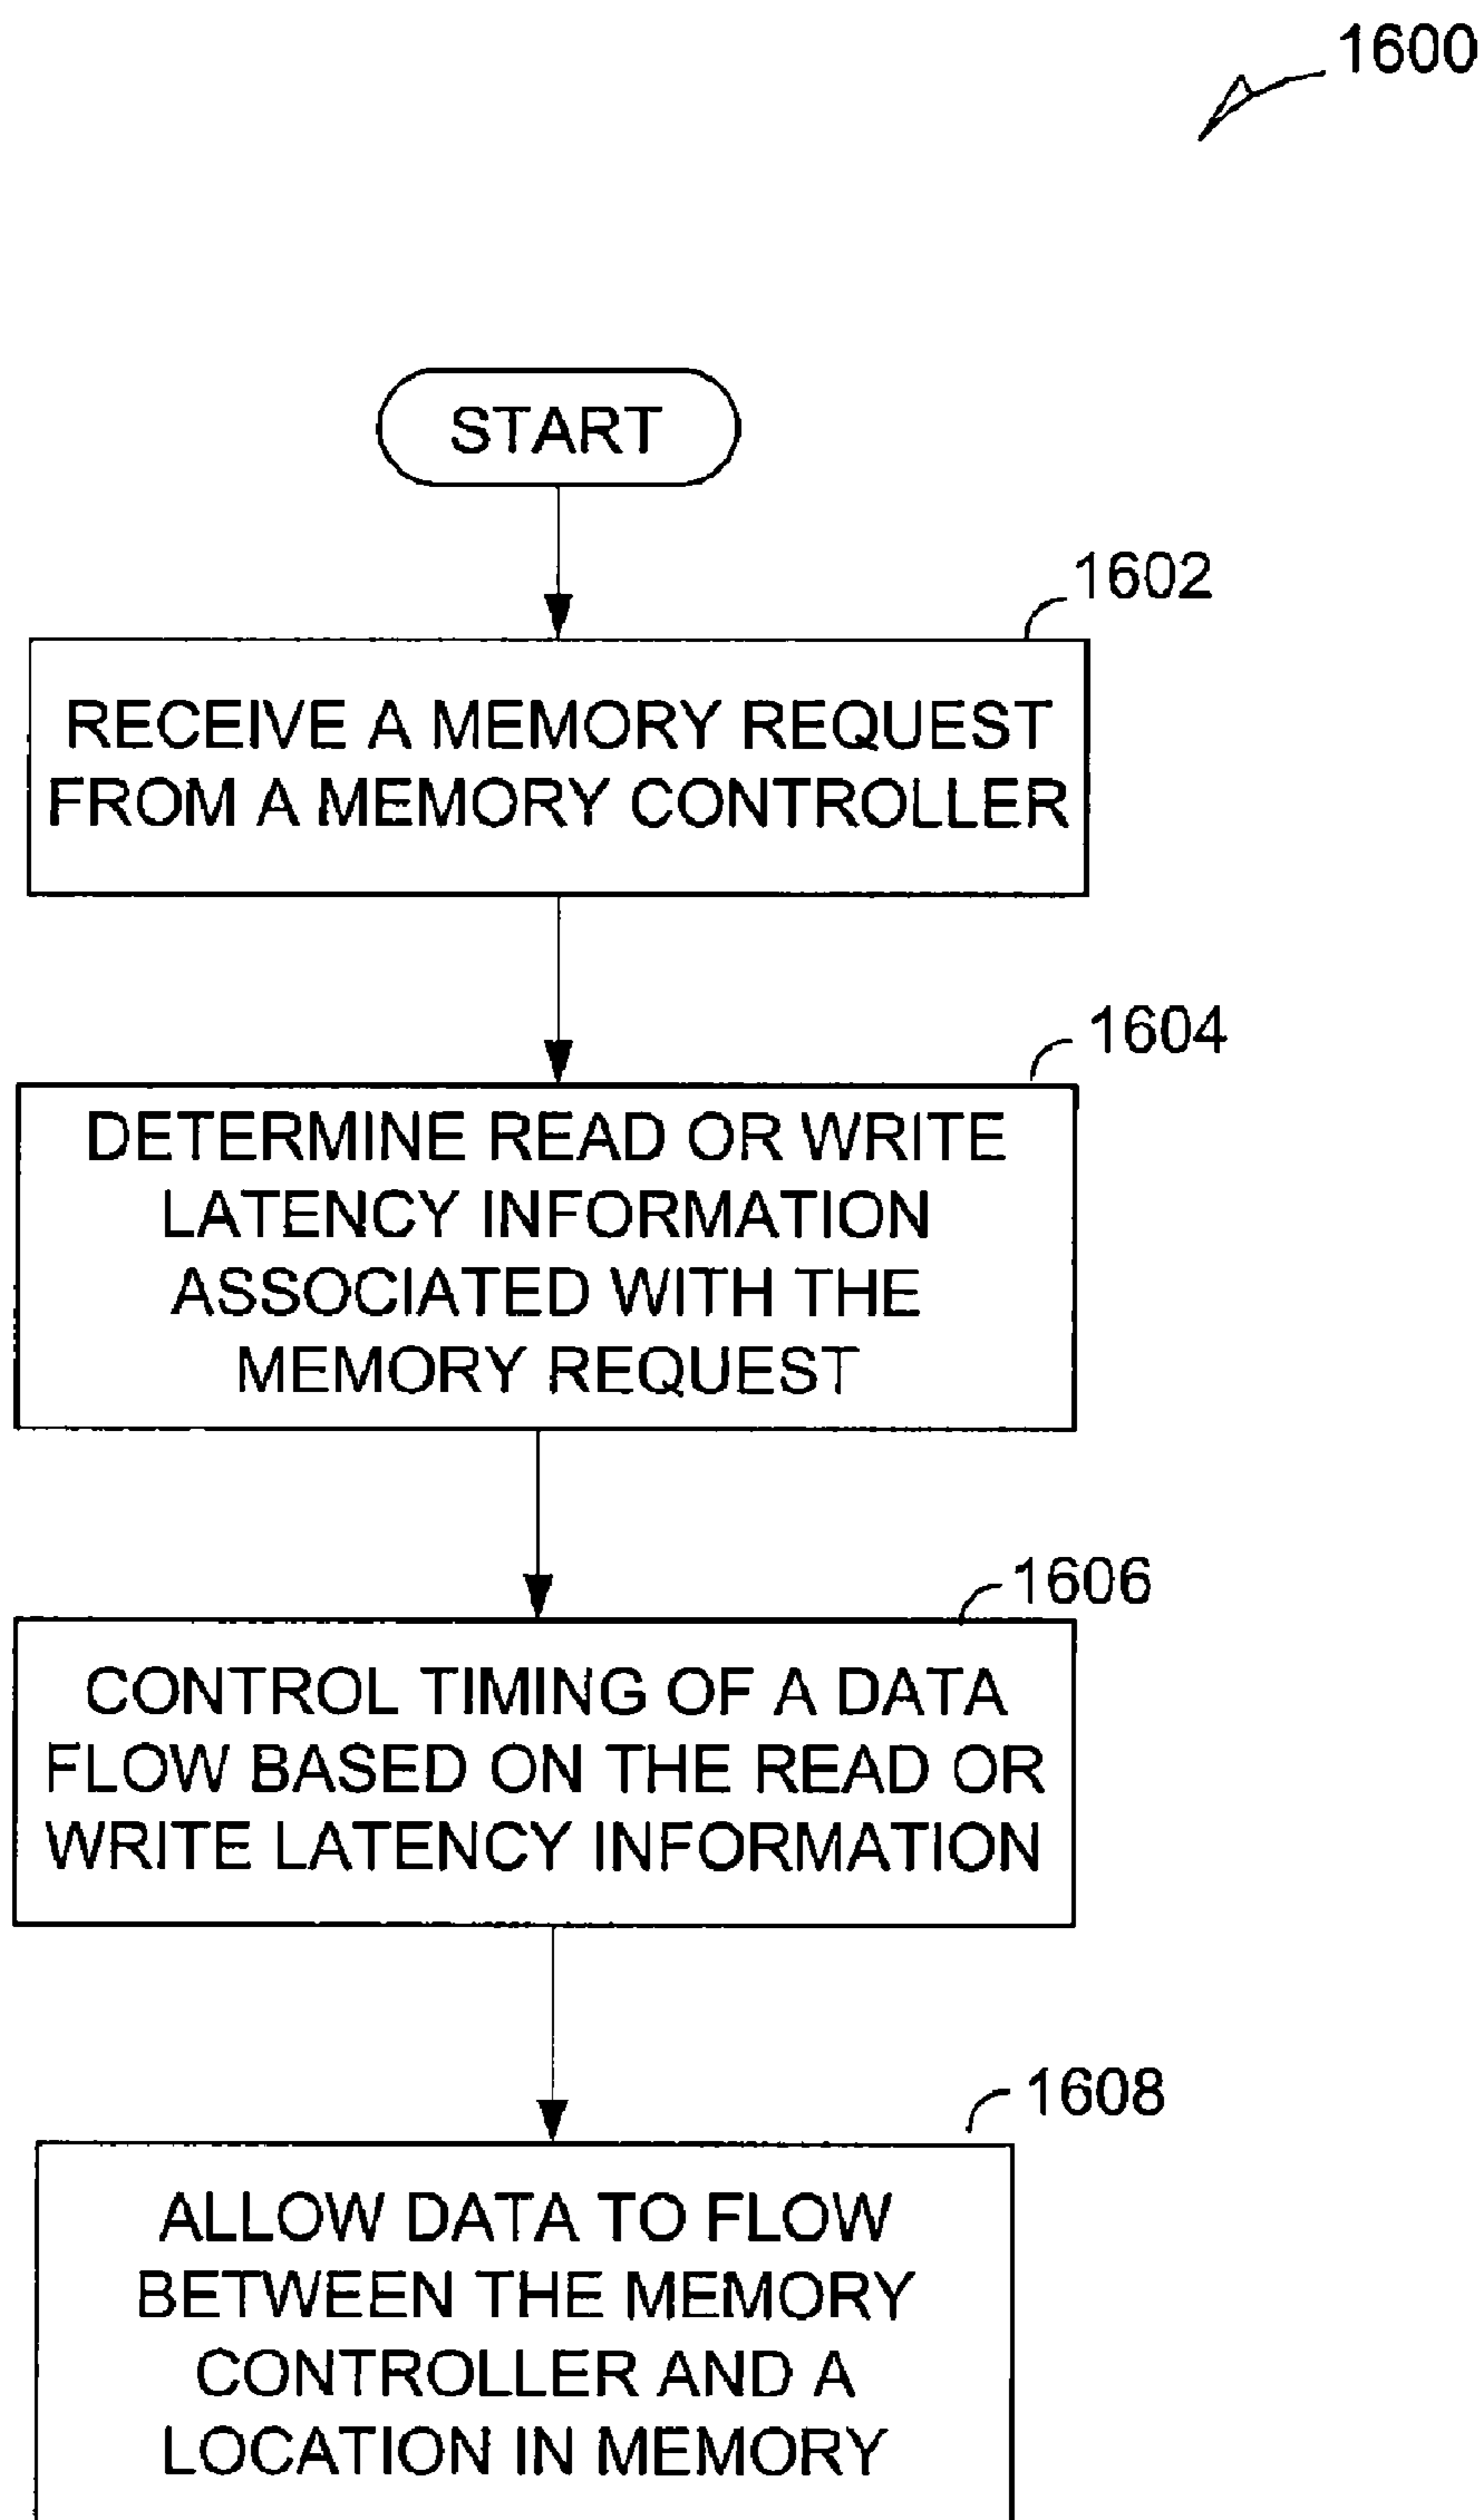 1600
START
1602
RECEIVE A MEMORY REQUEST
FROM A MEMORY CONTROLLER
1604
DETERMINE READ OR WRITE
LATENCY INFORMATION
ASSOCIATED WITH THE
MEMORY REQUEST
1606
CONTROL TIMING OF A DATA
FLOW BASED ON THE READ OR
WRITE LATENCY INFORMATION
1608
ALLOW DATA TO FLOW
BETWEEN THE MEMORY
CONTROLLER AND A
LOCATION IN MEMORY